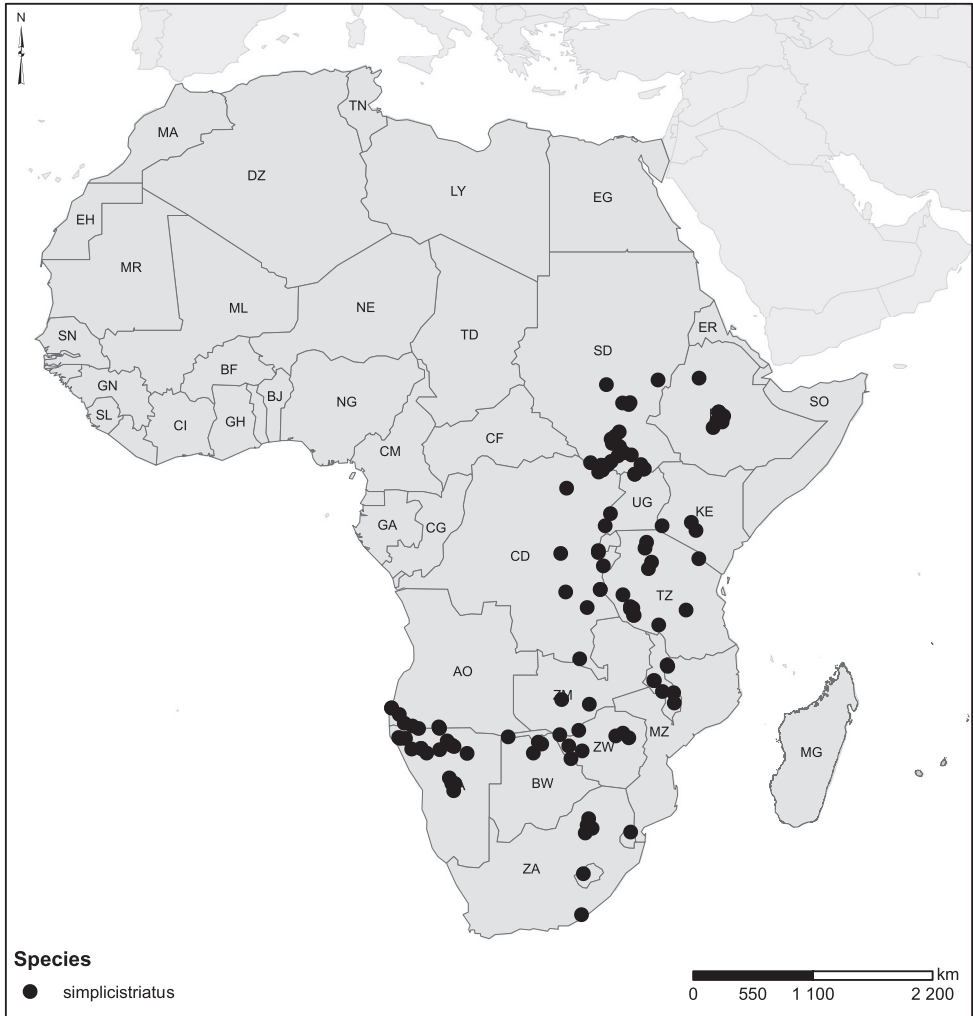 N
TN
MA
DZ
LY
EG
EH
MR
ML
NE
TD
SD
ER
SN
BF
GN
BJ
NG
SO
SL
CI
GH
CF
CM
UG
KE
GA
CG
CD
TZ
AO
ZM
MZ
ZW
MG
BW
ZA
Species
simplicistriatus
km
0 550 1 100 2 200